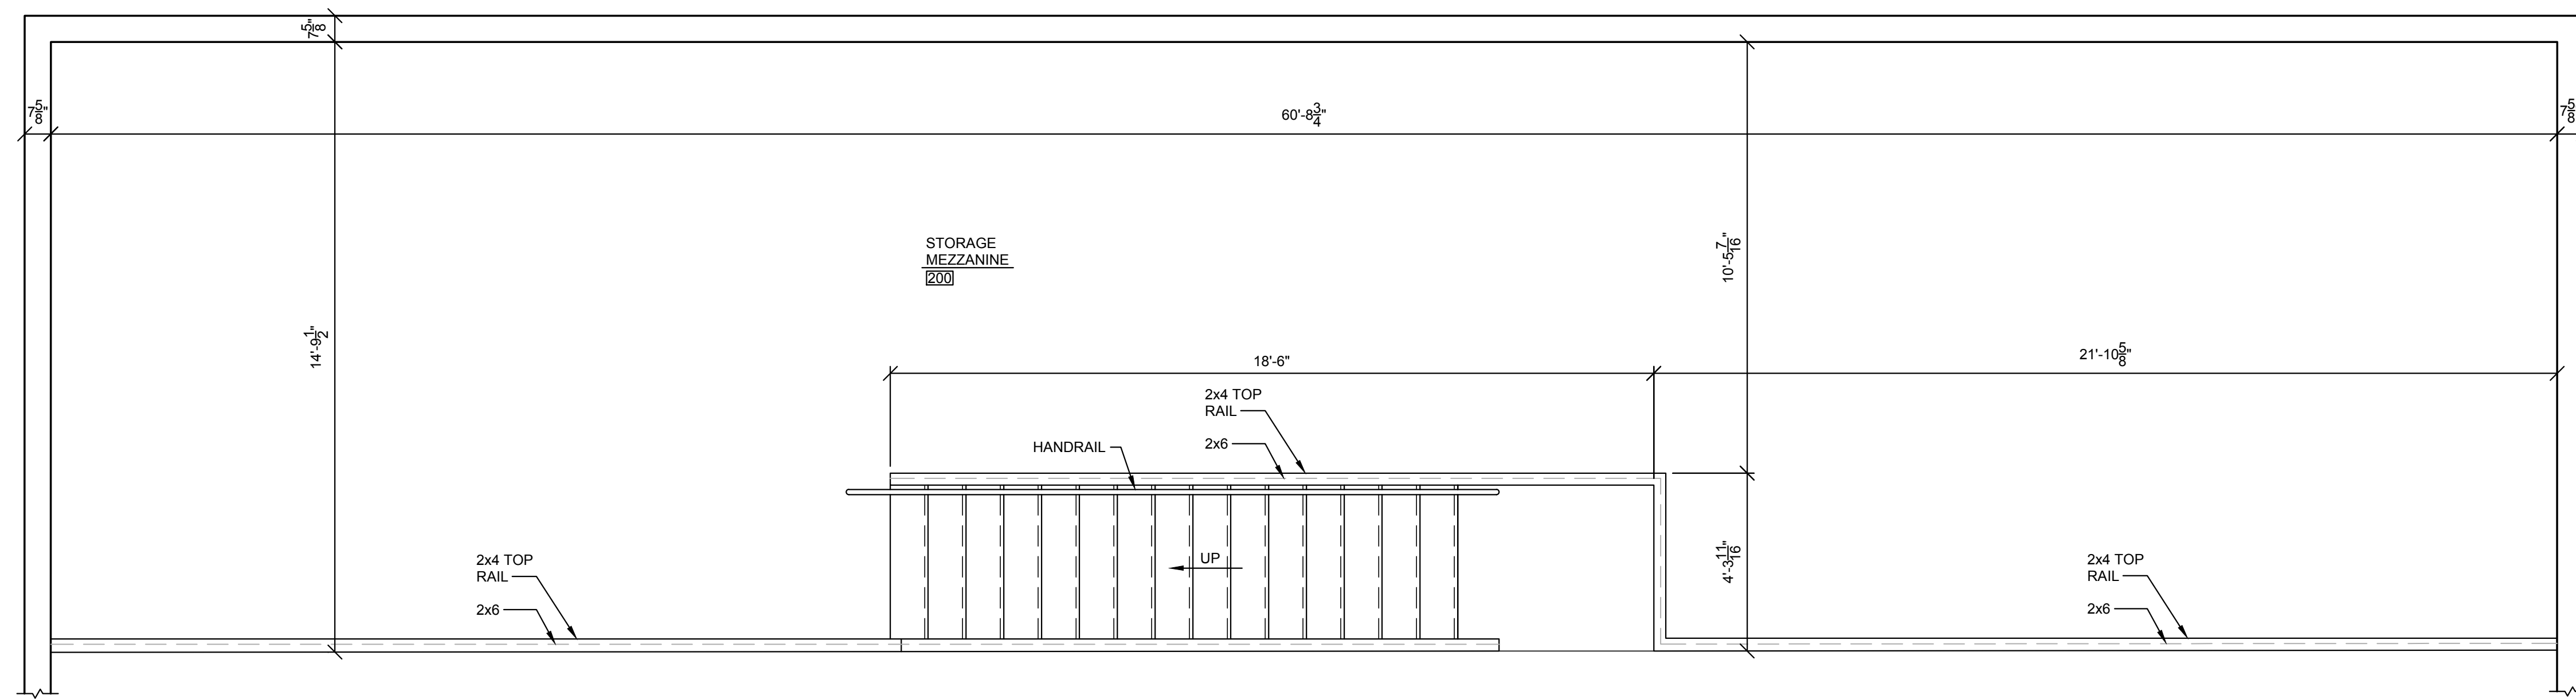 7 5/8"
7 5/8"
60'-8 3/4"
7 5/8
STORAGE
MEZZANINE
200
10'-5 7/16"
14'-9 1/2"
18'-6"
21'-10 5/8"
2x4 TOP
RAIL
2x6
HANDRAIL
UP
4'-3 11/16"
2x4 TOP
RAIL
2x6
2x4 TOP
RAIL
2x6